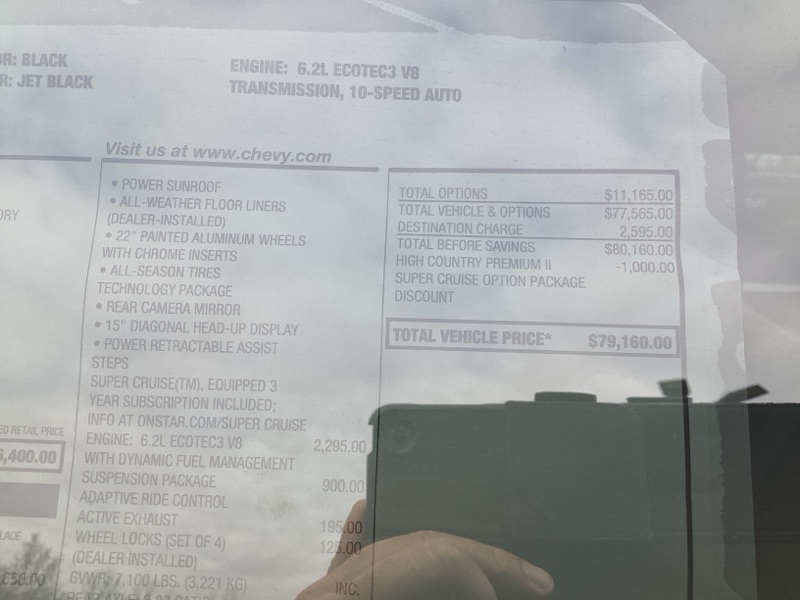 R: BLACK
R: JET BLACK
ENGINE: 6.2L ECOTEC3 V8
TRANSMISSION, 10-SPEED AUTO
Visit us at www.chevy.com
ORY
ED RETAIL PRICE
,400.00
LACE
• POWER SUNROOF
• ALL-WEATHER FLOOR LINERS
(DEALER-INSTALLED)
• 22" PAINTED ALUMINUM WHEELS
WITH CHROME INSERTS
• ALL-SEASON TIRES
TECHNOLOGY PACKAGE
• REAR CAMERA MIRROR
• 15" DIAGONAL HEAD-UP DISPLAY
• POWER RETRACTABLE ASSIST
STEPS
SUPER CRUISE(TM), EQUIPPED 3
YEAR SUBSCRIPTION INCLUDED;
INFO AT ONSTAR.COM/SUPER CRUISE
ENGINE: 6.2L ECOTEC3 V8 2,295.00
WITH DYNAMIC FUEL MANAGEMENT
SUSPENSION PACKAGE 900.00
ADAPTIVE RIDE CONTROL
ACTIVE EXHAUST 195.00
WHEEL LOCKS (SET OF 4) 125.00
(DEALER INSTALLED)
GVWR: 7,100 LBS. (3,221 KG) INC.
REAR AXLE
TOTAL OPTIONS $11,165.00
TOTAL VEHICLE & OPTIONS $77,565.00
DESTINATION CHARGE 2,595.00
TOTAL BEFORE SAVINGS $80,160.00
HIGH COUNTRY PREMIUM II -1,000.00
SUPER CRUISE OPTION PACKAGE
DISCOUNT
TOTAL VEHICLE PRICE* $79,160.00